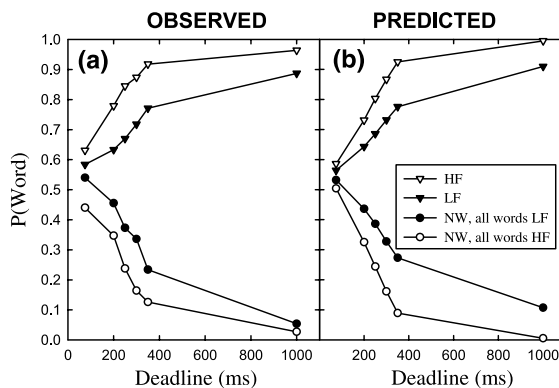 OBSERVED PREDICTED
(a) (b)
P(Word)
1.0
0.9
0.8
0.7
0.6
0.5
0.4
0.3
0.2
0.1
0.0
HF
LF
NW, all words LF
NW, all words HF
0 200 400 600 800 1000 0 200 400 600 800 1000
Deadline (ms) Deadline (ms)